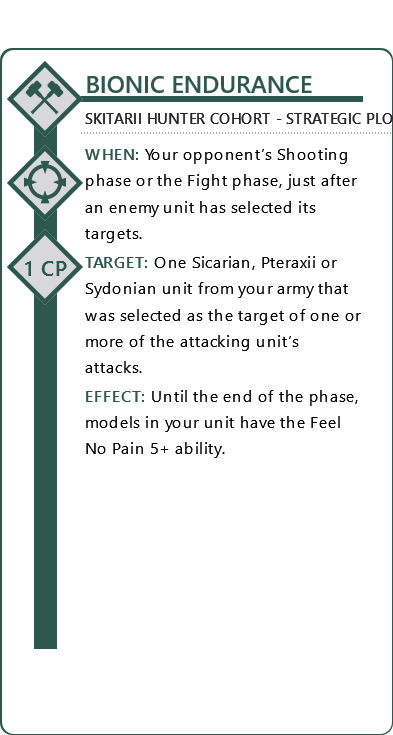 BIONIC ENDURANCE
SKITARII HUNTER COHORT - STRATEGIC PLO
WHEN: Your opponent's Shooting
phase or the Fight phase, just after
an enemy unit has selected its
targets.
1 CP
TARGET: One Sicarian, Pteraxii or
Sydonian unit from your army that
was selected as the target of one or
more of the attacking unit's
attacks.
EFFECT: Until the end of the phase,
models in your unit have the Feel
No Pain 5+ ability.